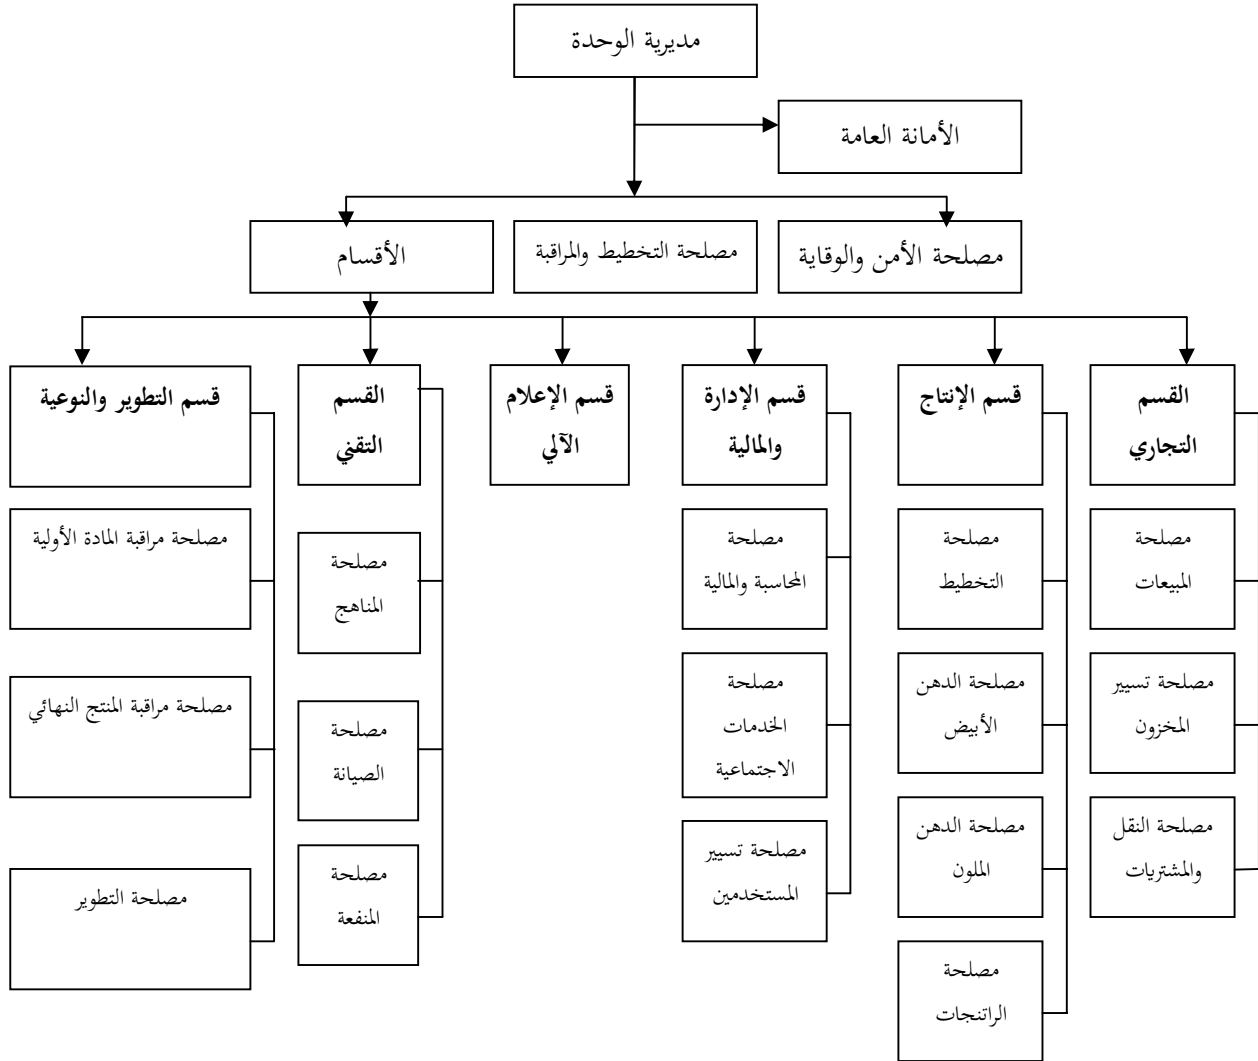 مديرية الوحدة
الأمانة العامة
مصلحة الأمن والوقاية
مصلحة التخطيط والمراقبة
الأقسام
القسم
التجاري
قسم الإنتاج
قسم الإدارة
والمالية
قسم الإعلام
الآلي
القسم
التقني
قسم التطوير والنوعية
مصلحة
المبيعات
مصلحة
التخطيط
مصلحة
المحاسبة والمالية
مصلحة
المناهج
مصلحة مراقبة المادة الأولية
مصلحة تسيير
المخزون
مصلحة الدهن
الأبيض
مصلحة
الخدمات
الاجتماعية
مصلحة
الصيانة
مصلحة مراقبة المنتج النهائي
مصلحة النقل
والمشتريات
مصلحة الدهن
الملون
مصلحة تسيير
المستخدمين
مصلحة
المنفعة
مصلحة التطوير
مصلحة
الراتنجات